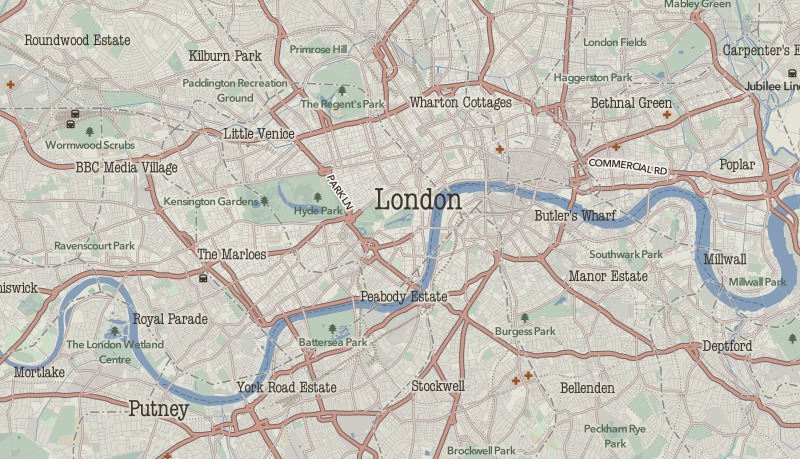 Mabley Green
Roundwood Estate
Primrose Hill
London Fields
Carpenter's E
Kilburn Park
Haggerston Park
Paddington Recreation
Ground
Jubilee Line
The Regent's Park
Wharton Cottages
Bethnal Green
Little Venice
Wormwood Scrubs
BBC Media Village
COMMERCIAL RD
Poplar
PARK LN
Kensington Gardens
Hyde Park
London
Butler's Wharf
Ravenscourt Park
The Marloes
Southwark Park
Millwall
Manor Estate
Millwall Park
niswick
Peabody Estate
Royal Parade
Burgess Park
The London Wetland
Centre
Battersea Park
Deptford
Mortlake
York Road Estate
Stockwell
Bellenden
Putney
Peckham Rye
Park
Brockwell Park